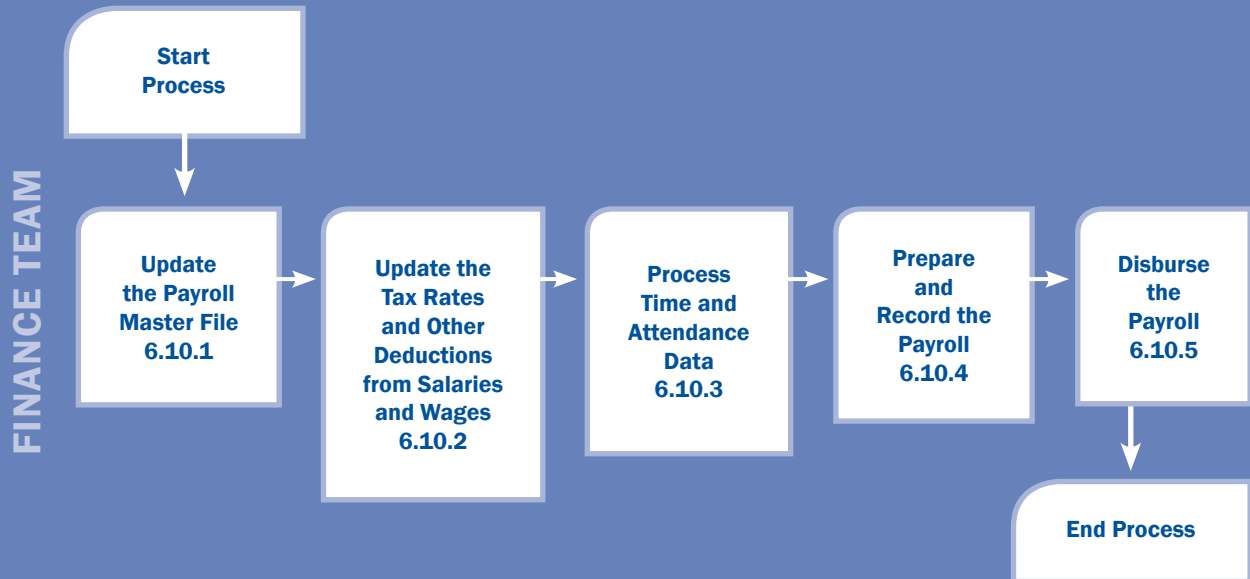 FINANCE TEAM
Start
Process
Update
the Payroll
Master File
6.10.1
Update the
Tax Rates
and Other
Deductions
from Salaries
and Wages
6.10.2
Process
Time and
Attendance
Data
6.10.3
Prepare
and
Record the
Payroll
6.10.4
Disburse
the
Payroll
6.10.5
End Process